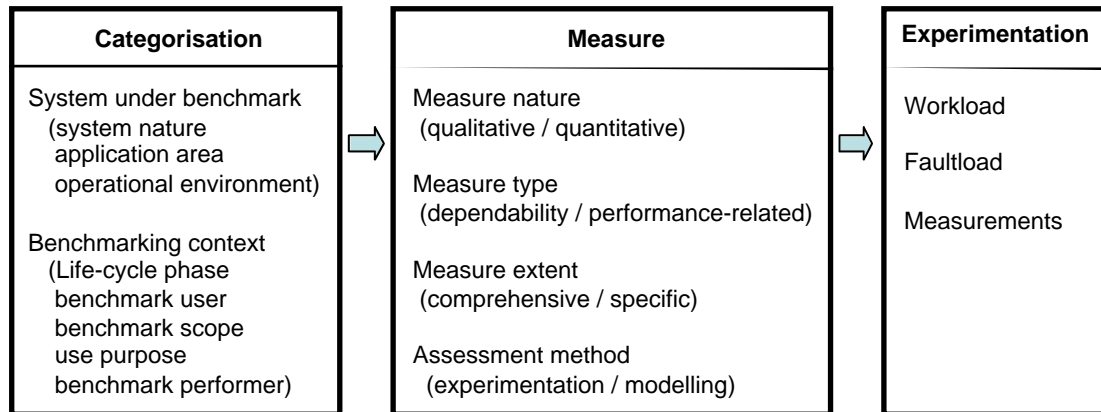 Categorisation
System under benchmark
(system nature
application area
operational environment)
Benchmarking context
(Life-cycle phase
benchmark user
benchmark scope
use purpose
benchmark performer)
Measure
Measure nature
(qualitative / quantitative)
Measure type
(dependability / performance-related)
Measure extent
(comprehensive / specific)
Assessment method
(experimentation / modelling)
Experimentation
Workload
Faultload
Measurements